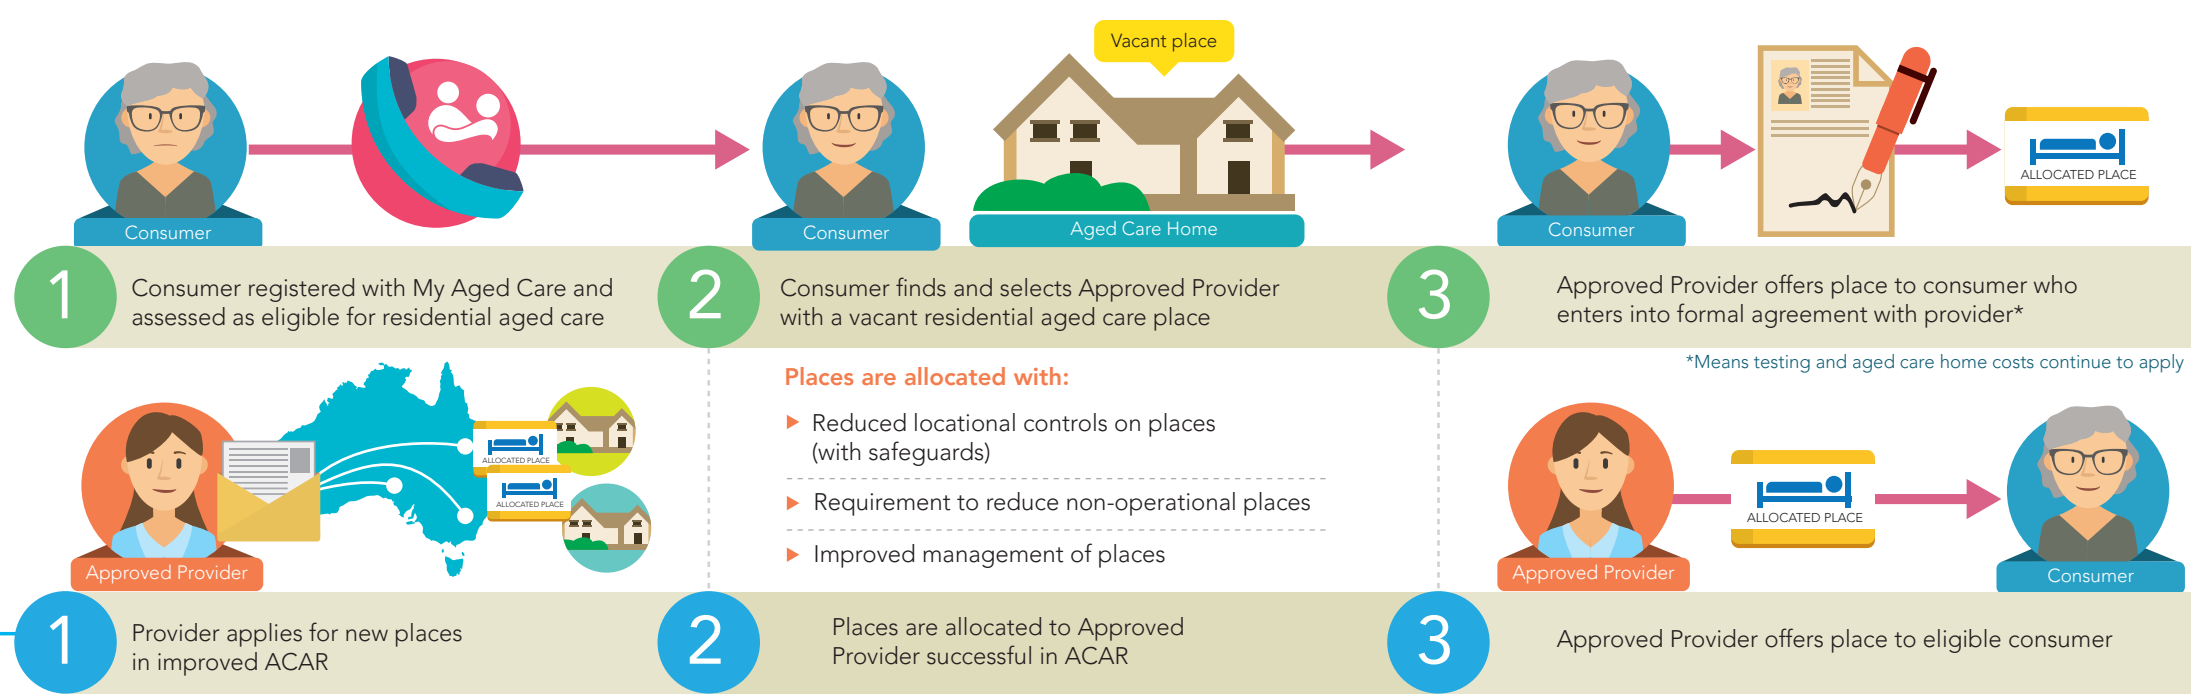 Vacant place
ALLOCATED PLACE
Consumer
Consumer
Aged Care Home
Consumer
1
Consumer registered with My Aged Care and
assessed as eligible for residential aged care
2
Consumer finds and selects Approved Provider
with a vacant residential aged care place
3
Approved Provider offers place to consumer who
enters into formal agreement with provider*
*Means testing and aged care home costs continue to apply
Places are allocated with:
Reduced locational controls on places
(with safeguards)
Requirement to reduce non-operational places
Improved management of places
ALLOCATED PLACE
ALLOCATED PLACE
Approved Provider
ALLOCATED PLACE
Approved Provider
Consumer
1
Provider applies for new places
in improved ACAR
2
Places are allocated to Approved
Provider successful in ACAR
3
Approved Provider offers place to eligible consumer